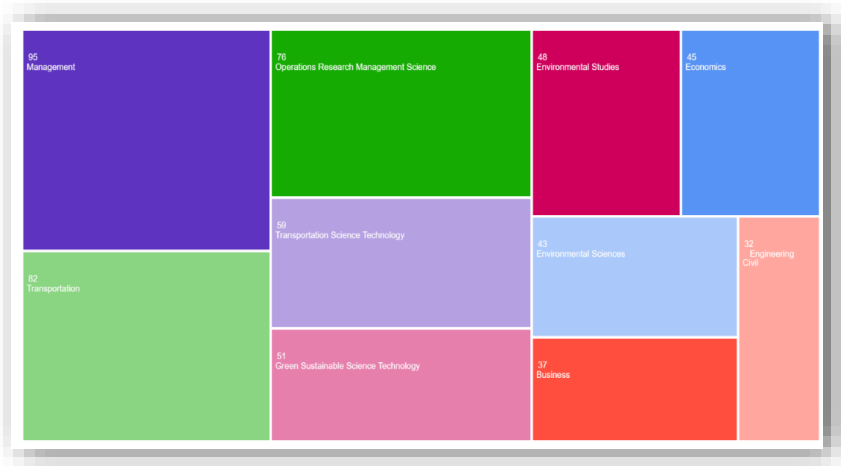 95
Management
76
Operations Research Management Science
48
Environmental Studies
45
Economics
59
Transportation Science Technology
43
Environmental Sciences
32
Engineering
Civil
82
Transportation
51
Green Sustainable Science Technology
37
Business